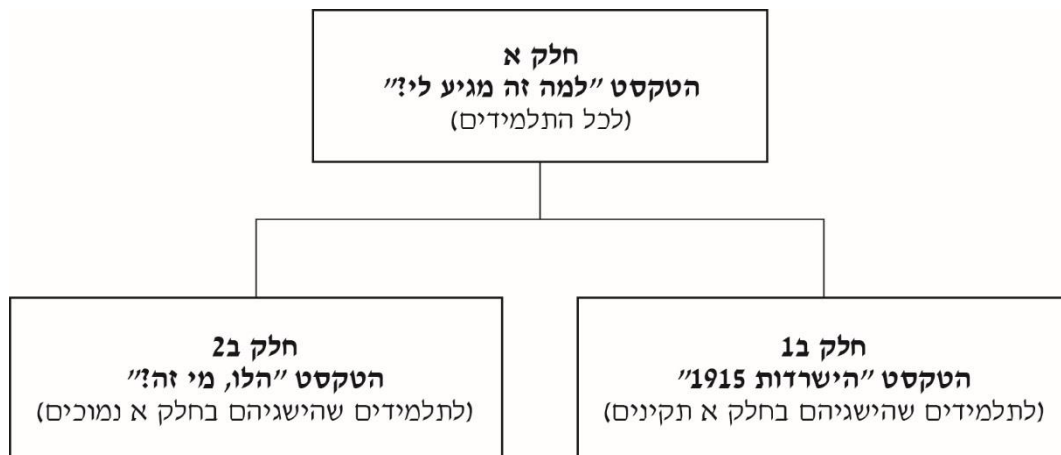 חלק א
הטקסט "למה זה מגיע לי?"
(לכל התלמידים)
חלק ב1
הטקסט "הישרדות 1915"
(לתלמידים שהישגיהם בחלק א תקינים)
חלק ב2
הטקסט "הלו, מי זה?"
(לתלמידים שהישגיהם בחלק א נמוכים)